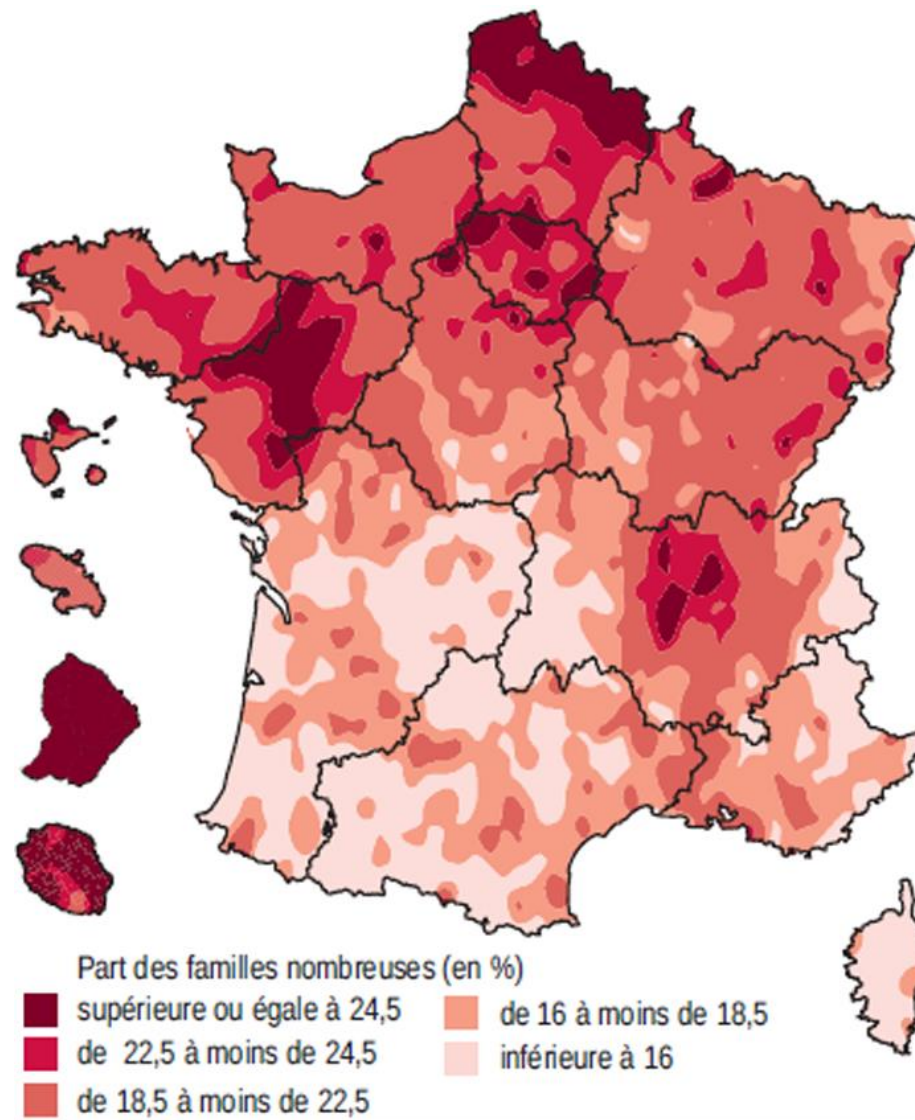 Part des familles nombreuses (en %)
supérieure ou égale à 24,5
de 22,5 à moins de 24,5
de 18,5 à moins de 22,5
de 16 à moins de 18,5
inférieure à 16